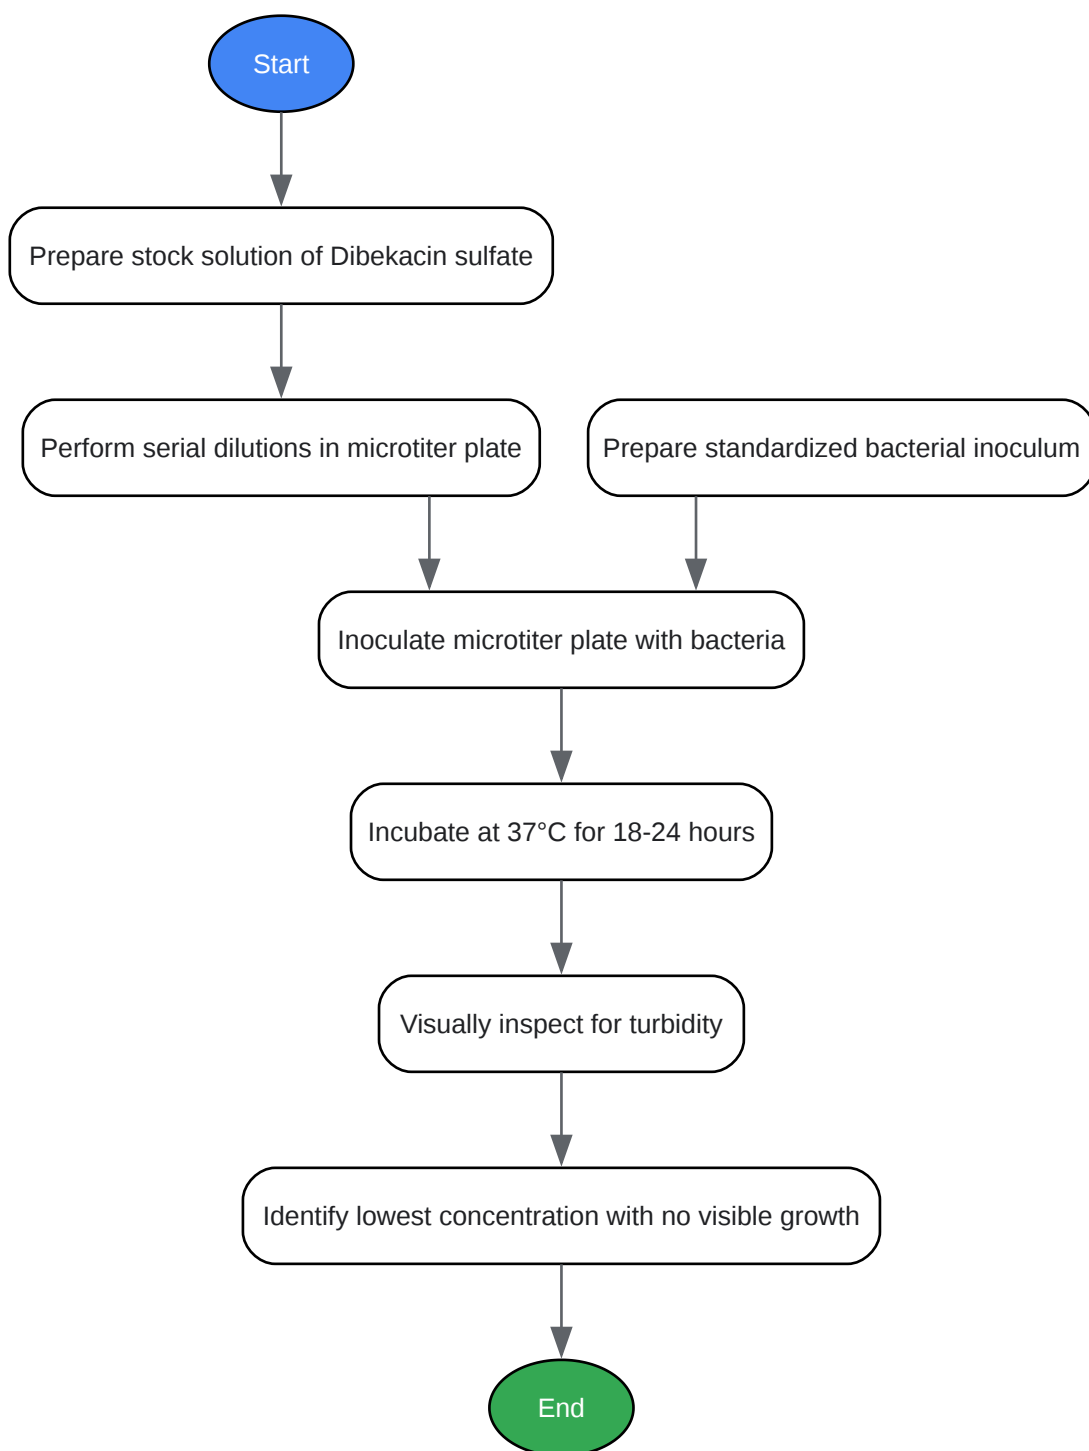 Start
Prepare stock solution of Dibekacin sulfate
Perform serial dilutions in microtiter plate
Prepare standardized bacterial inoculum
Inoculate microtiter plate with bacteria
Incubate at 37°C for 18-24 hours
Visually inspect for turbidity
Identify lowest concentration with no visible growth
End